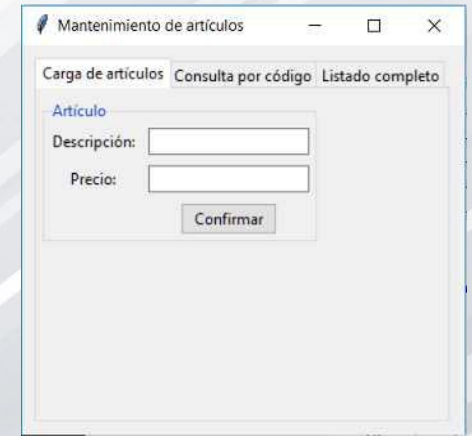 Mantenimiento de artículos
Carga de artículos Consulta por código Listado completo
Artículo
Descripción:
Precio:
Confirmar